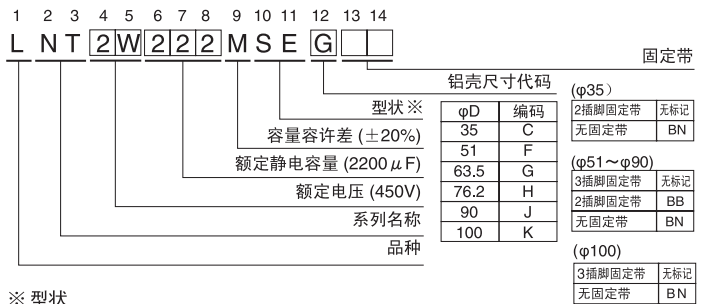 1 2 3 4 5 6 7 8 9 10 11 12 13 14
L N T 2 W 2 2 2 M S E G
固定带
铝壳尺寸代码
型状※
容量容许差 (±20%)
额定静电容量 (2200μF)
额定电压 (450V)
系列名称
品种
φD 编码
35 C
51 F
63.5 G
76.2 H
90 J
100 K
(φ35)
2插脚固定带 无标记
无固定带 BN
(φ51～φ90)
3插脚固定带 无标记
2插脚固定带 BB
无固定带 BN
(φ100)
3插脚固定带 无标记
无固定带 BN
※ 型状